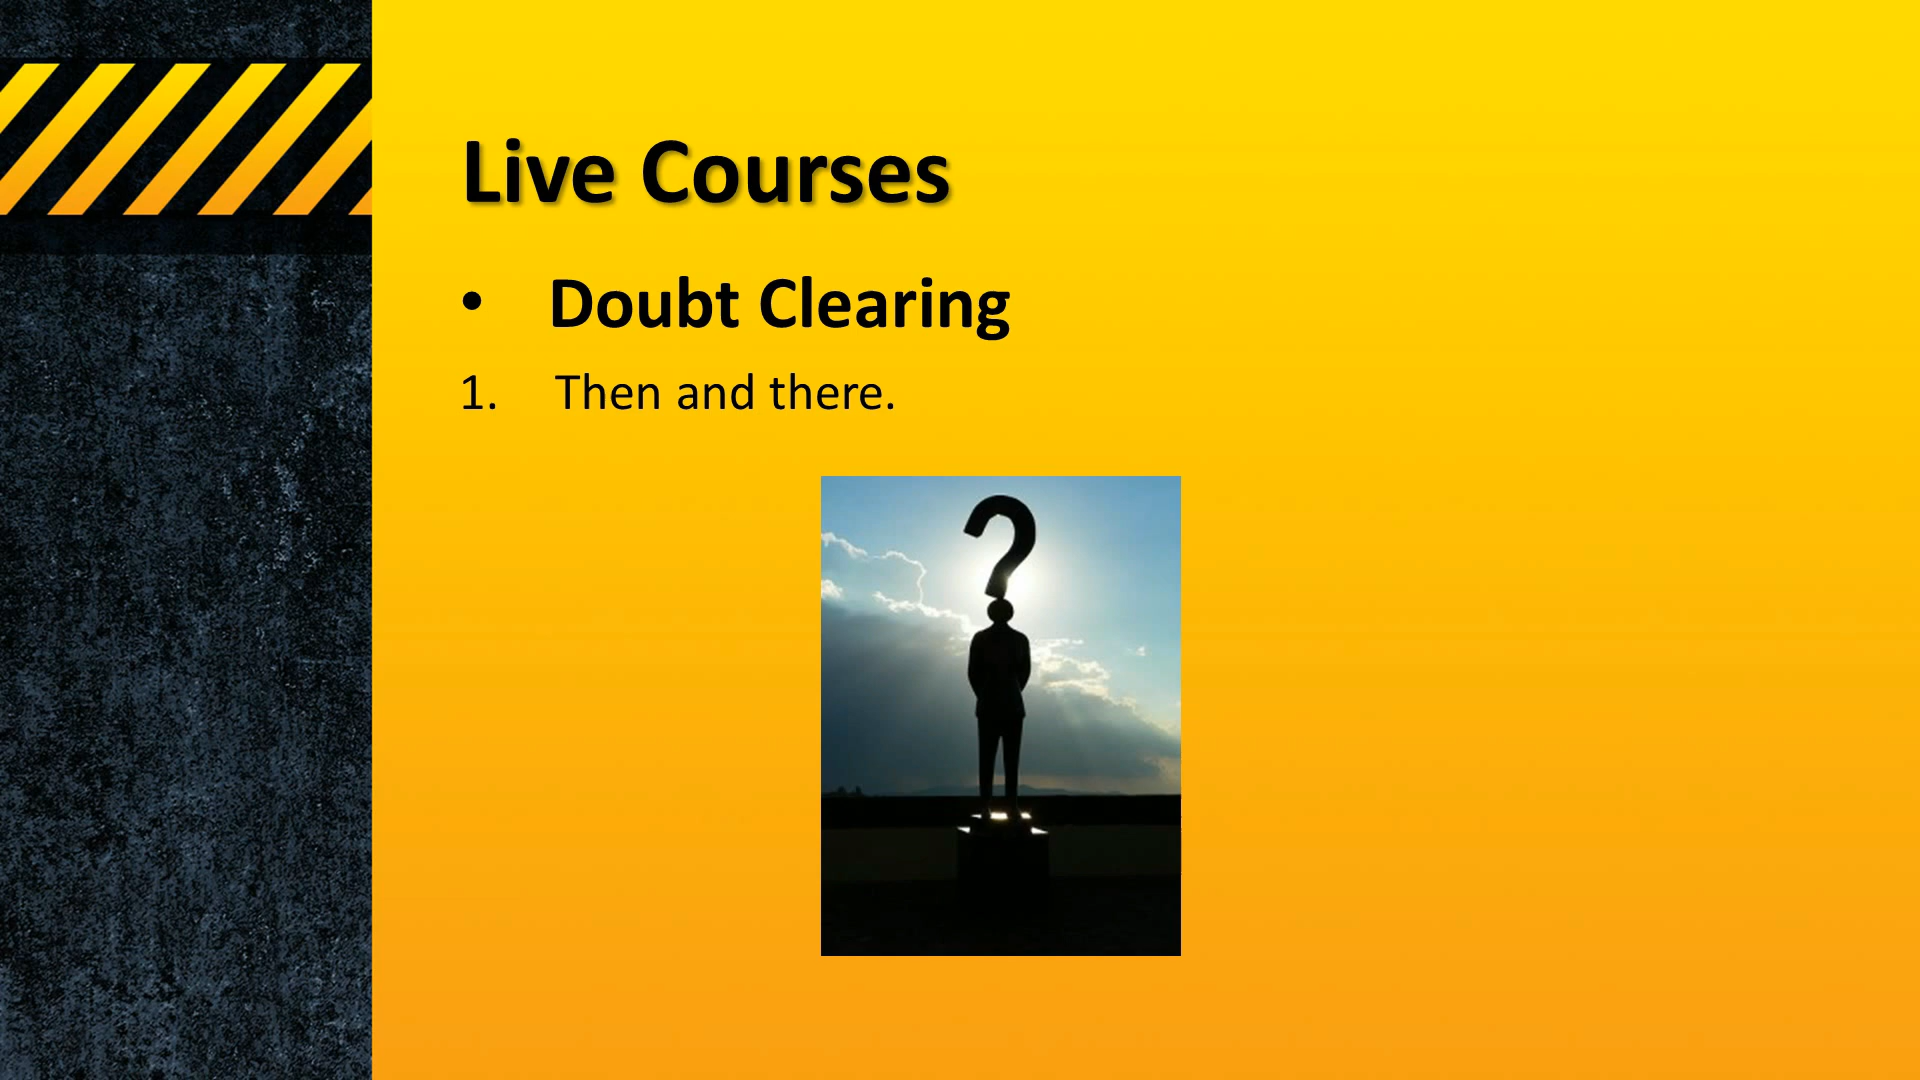 Live Courses
• Doubt Clearing
1. Then and there.
?